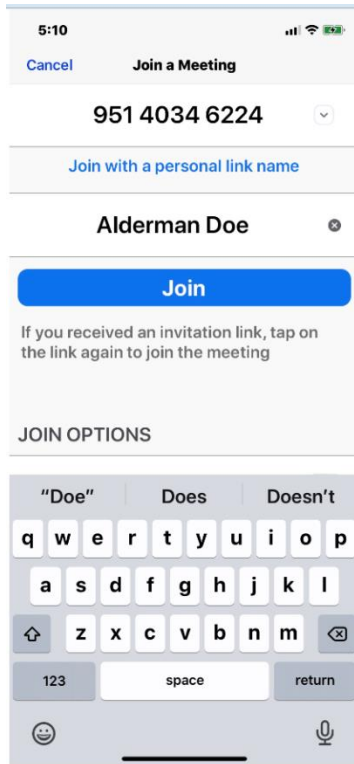 5:10
Cancel Join a Meeting
951 4034 6224
Join with a personal link name
Alderman Doe
Join
If you received an invitation link, tap on
the link again to join the meeting
JOIN OPTIONS
“Doe” Does Doesn’t
q w e r t y u i o p
a s d f g h j k l
z x c v b n m
123 space return